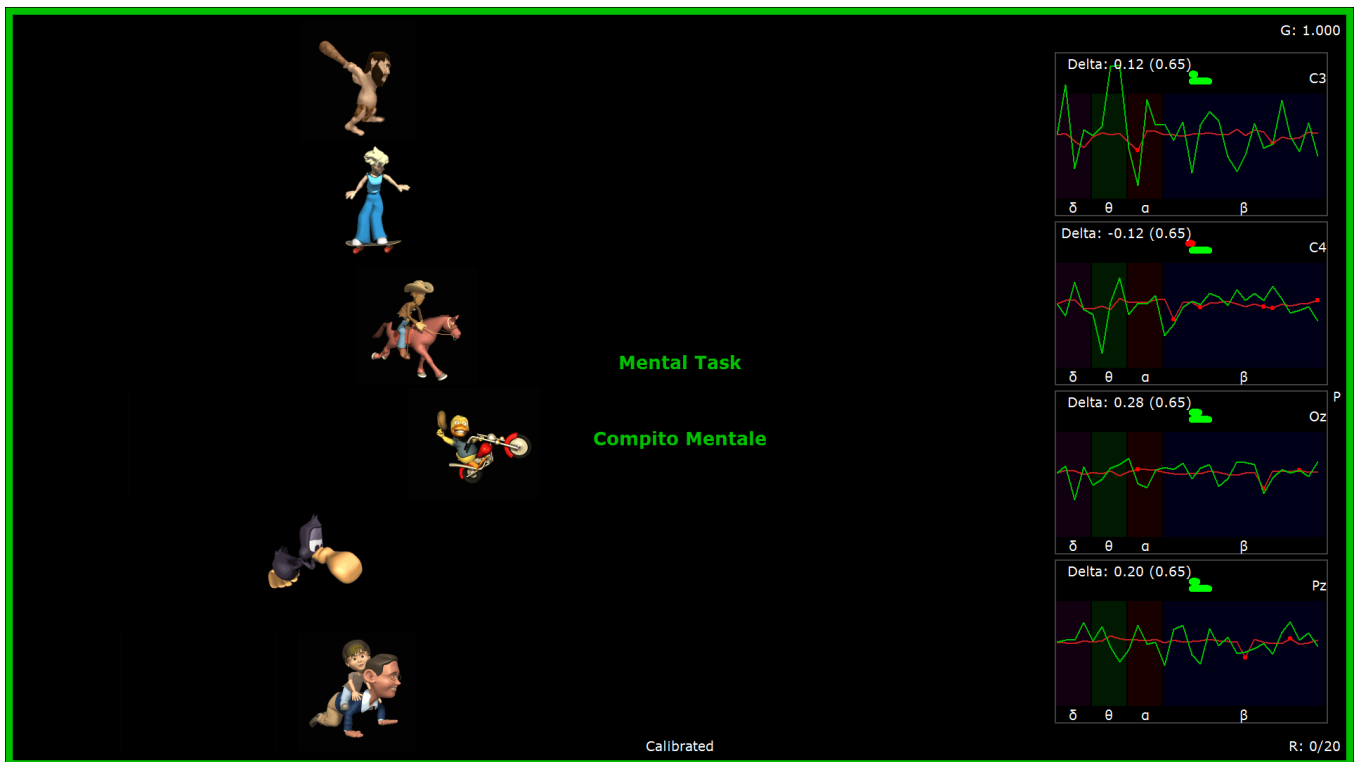 G: 1.000
Delta: 0.12 (0.65)
C3
δ θ α β
Delta: -0.12 (0.65)
C4
δ θ α β
Mental Task
Compito Mentale
P
Delta: 0.28 (0.65)
Oz
δ θ α β
Delta: 0.20 (0.65)
Pz
δ θ α β
Calibrated
R: 0/20